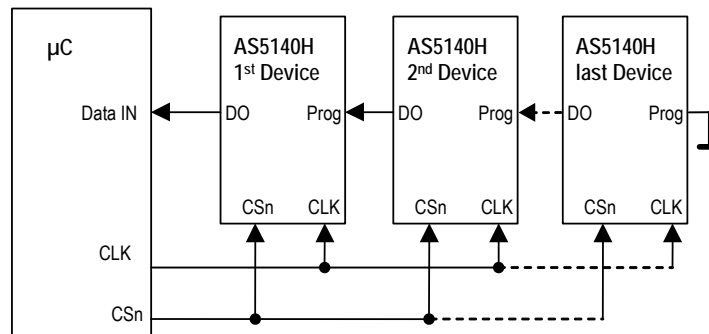 µC
AS5140H
1st Device
AS5140H
2nd Device
AS5140H
last Device
Data IN
DO
Prog
DO
Prog
DO
Prog
CSn
CLK
CSn
CLK
CSn
CLK
CLK
CSn